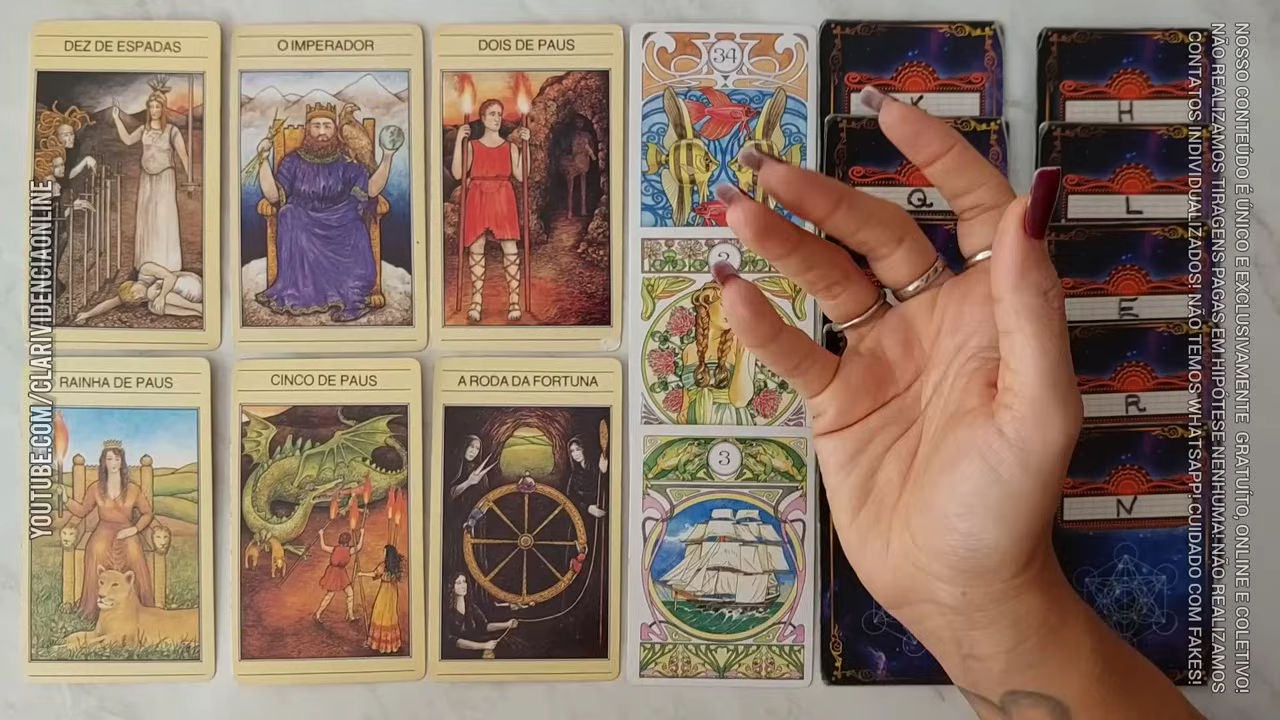 DEZ DE ESPADAS
O IMPERADOR
DOIS DE PAUS
34
K
H
Q
L
2
E
R
RAINHA DE PAUS
CINCO DE PAUS
A RODA DA FORTUNA
3
N
YOUTUBE.COM/CLARIVIDENCIAONLINE
NOSSO CONTEÚDO É ÚNICO E EXCLUSIVAMENTE GRATUÍTO, ONLINE E COLETIVO!
NÃO REALIZAMOS TIRAGENS PAGAS EM HIPÓTESE NENHUMA! NÃO REALIZAMOS
CONTATOS INDIVIDUALIZADOS! NÃO TEMOS WHATSAPP! CUIDADO COM FAKES!